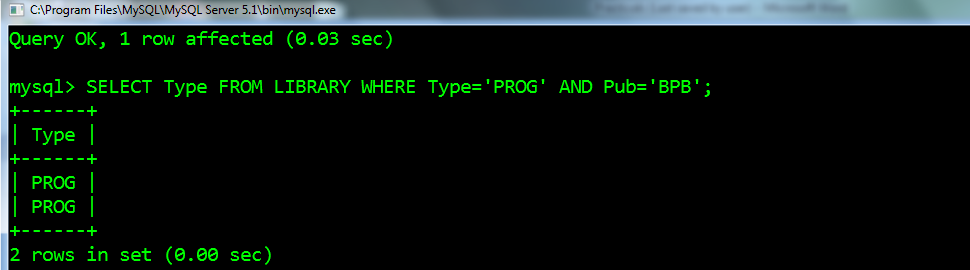 C:\Program Files\MySQL\MySQL Server 5.1\bin\mysql.exe
Query OK, 1 row affected (0.03 sec)
mysql> SELECT Type FROM LIBRARY WHERE Type='PROG' AND Pub='BPB';
+------+
| Type |
+------+
| PROG |
| PROG |
+------+
2 rows in set (0.00 sec)